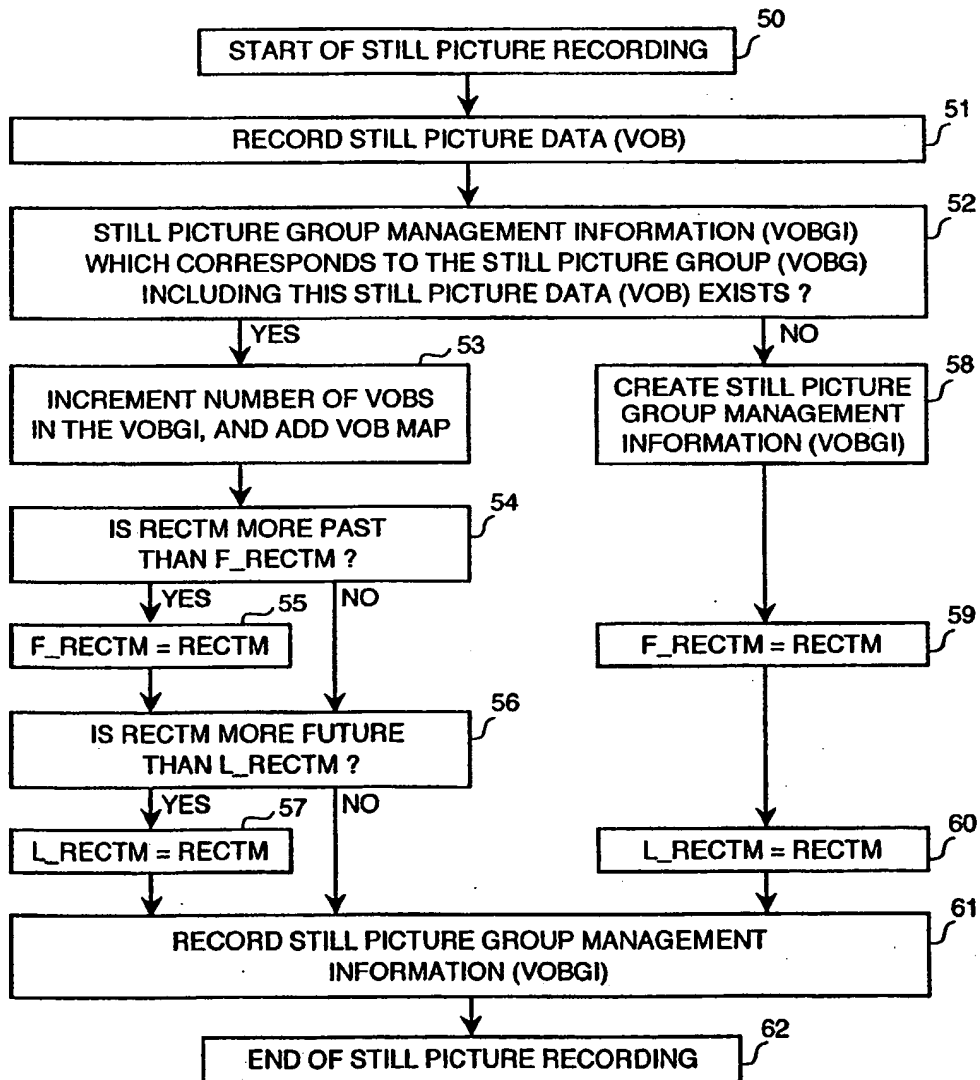 50
START OF STILL PICTURE RECORDING
51
RECORD STILL PICTURE DATA (VOB)
52
STILL PICTURE GROUP MANAGEMENT INFORMATION (VOBGI)
WHICH CORRESPONDS TO THE STILL PICTURE GROUP (VOBG)
INCLUDING THIS STILL PICTURE DATA (VOB) EXISTS ?
YES
NO
53
INCREMENT NUMBER OF VOBS
IN THE VOBGI, AND ADD VOB MAP
58
CREATE STILL PICTURE
GROUP MANAGEMENT
INFORMATION (VOBGI)
54
IS RECTM MORE PAST
THAN F_RECTM ?
YES
NO
55
F_RECTM = RECTM
59
F_RECTM = RECTM
56
IS RECTM MORE FUTURE
THAN L_RECTM ?
YES
NO
57
L_RECTM = RECTM
60
L_RECTM = RECTM
61
RECORD STILL PICTURE GROUP MANAGEMENT
INFORMATION (VOBGI)
62
END OF STILL PICTURE RECORDING